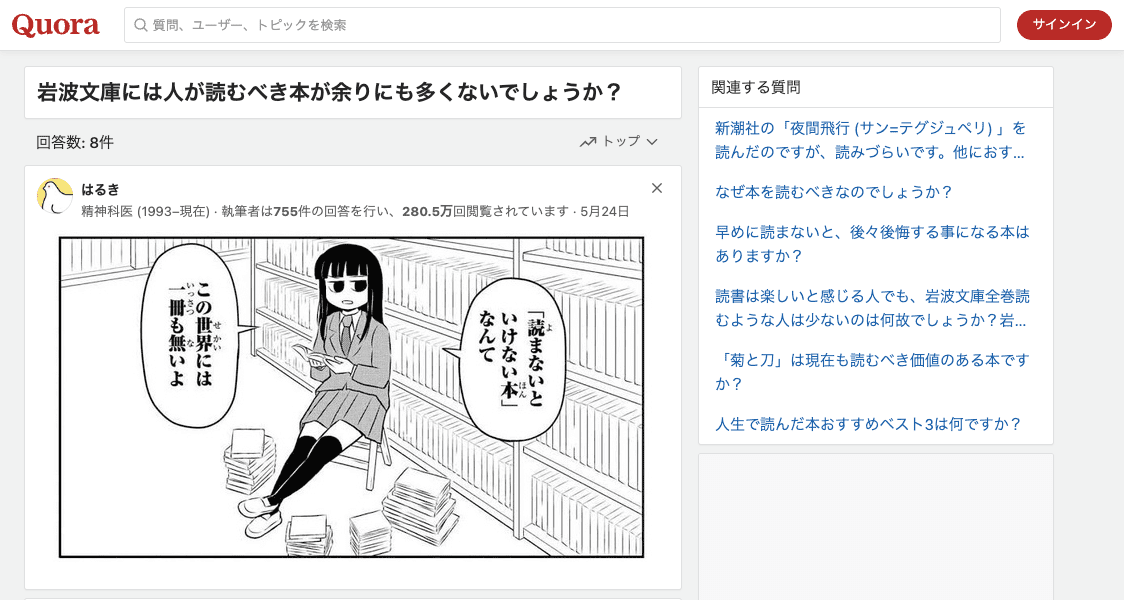 Quora
質問、ユーザー、トピックを検索
サインイン
岩波文庫には人が読むべき本が余りにも多くないでしょうか？
回答数: 8件
トップ
はるき
精神科医 (1993–現在) · 執筆者は755件の回答を行い、280.5万回閲覧されています · 5月24日
「読まないと
いけない本」
なんて
よ
ほん
この世界には
一冊も無いよ
せかい
いっさつ
な
関連する質問
新潮社の「夜間飛行 (サン=テグジュペリ) 」を
読んだのですが、読みづらいです。他におす...
なぜ本を読むべきなのでしょうか？
早めに読まないと、後々後悔する事になる本は
ありますか？
読書は楽しいと感じる人でも、岩波文庫全巻読
むような人は少ないのは何故でしょうか？岩...
「菊と刀」は現在も読むべき価値のある本です
か？
人生で読んだ本おすすめベスト3は何ですか？